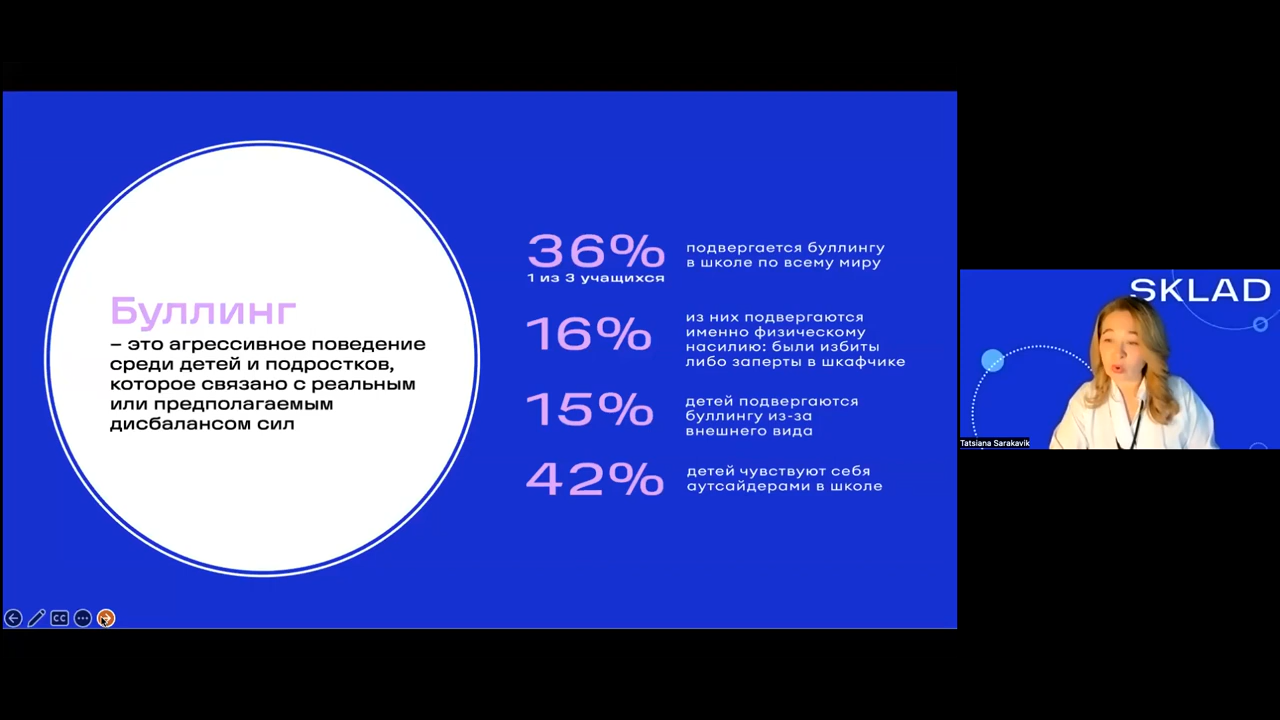 Буллинг
– это агрессивное поведение
среди детей и подростков,
которое связано с реальным
или предполагаемым
дисбалансом сил
36%
1 из 3 учащихся
подвергается буллингу
в школе по всему миру
16%
из них подвергаются
именно физическому
насилию: были избиты
либо заперты в шкафчике
15%
детей подвергаются
буллингу из-за
внешнего вида
42%
детей чувствуют себя
аутсайдерами в школе
CC
SKLAD
Tatsiana Sarakavik